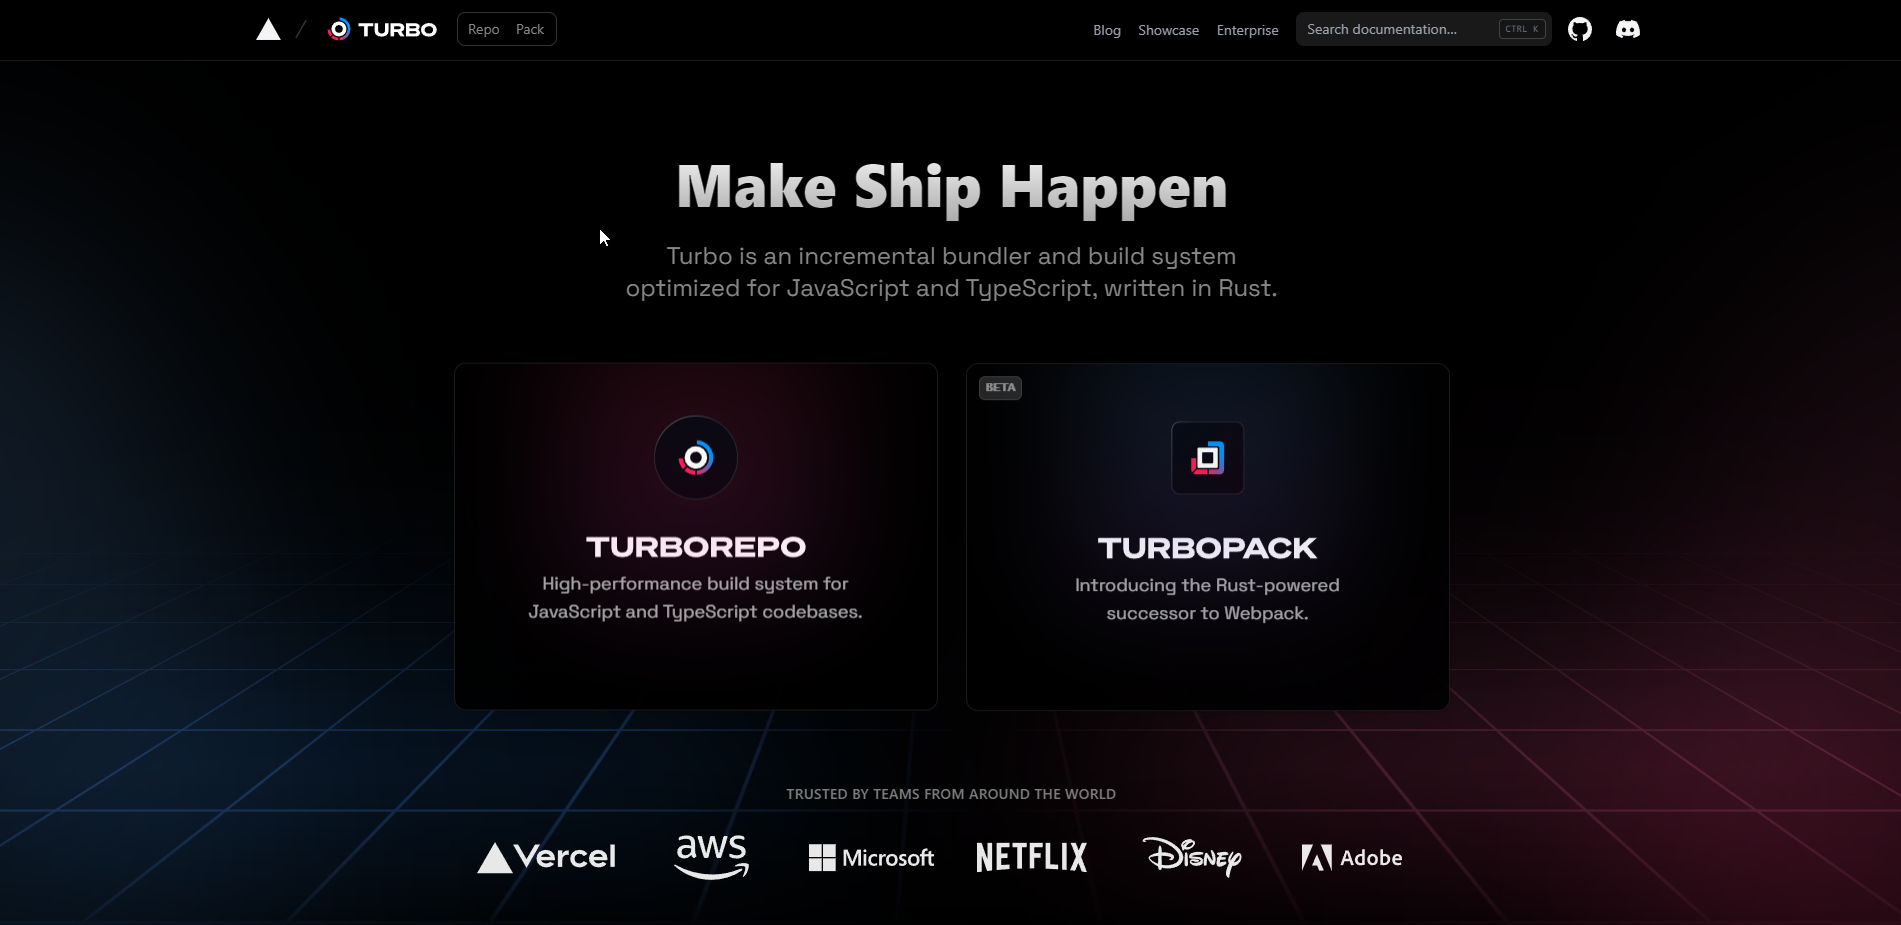 TURBO
Repo Pack
Blog Showcase Enterprise
Search documentation... CTRL K
Make Ship Happen
Turbo is an incremental bundler and build system
optimized for JavaScript and TypeScript, written in Rust.
TURBOREPO
High-performance build system for
JavaScript and TypeScript codebases.
BETA
TURBOPACK
Introducing the Rust-powered
successor to Webpack.
TRUSTED BY TEAMS FROM AROUND THE WORLD
Vercel
aws
Microsoft
NETFLIX
Disney
Adobe